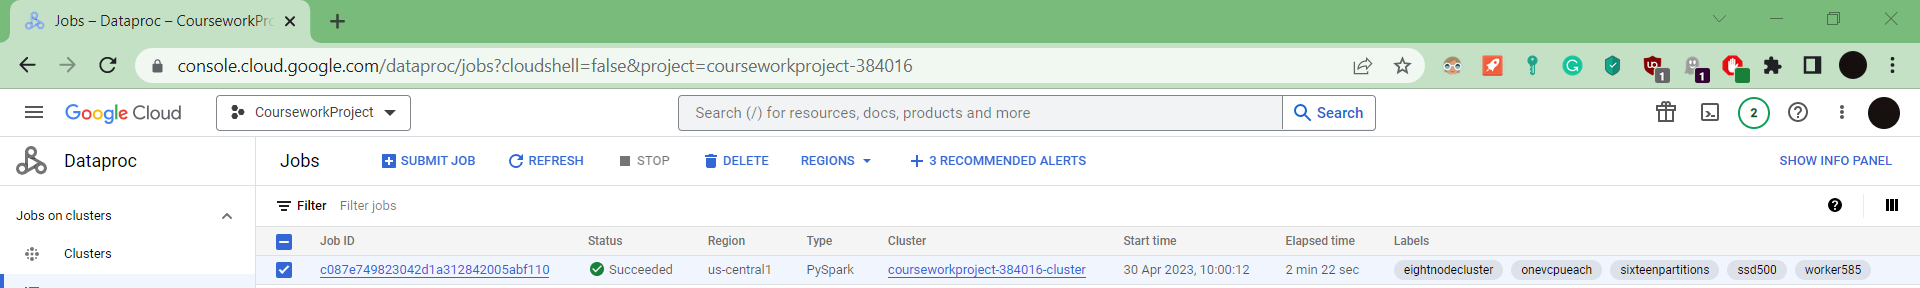 Jobs – Dataproc – CourseworkPro
console.cloud.google.com/dataproc/jobs?cloudshell=false&project=courseworkproject-384016
1
1
Google Cloud
CourseworkProject
Search (/) for resources, docs, products and more
Search
2
Dataproc
Jobs
SUBMIT JOB
REFRESH
STOP
DELETE
REGIONS
3 RECOMMENDED ALERTS
SHOW INFO PANEL
Jobs on clusters
Filter
Filter jobs
Clusters
Job ID Status Region Type Cluster Start time Elapsed time Labels
c087e749823042d1a312842005abf110 Succeeded us-central1 PySpark courseworkproject-384016-cluster 30 Apr 2023, 10:00:12 2 min 22 sec eightnodecluster onevcpueach sixteenpartitions ssd500 worker585